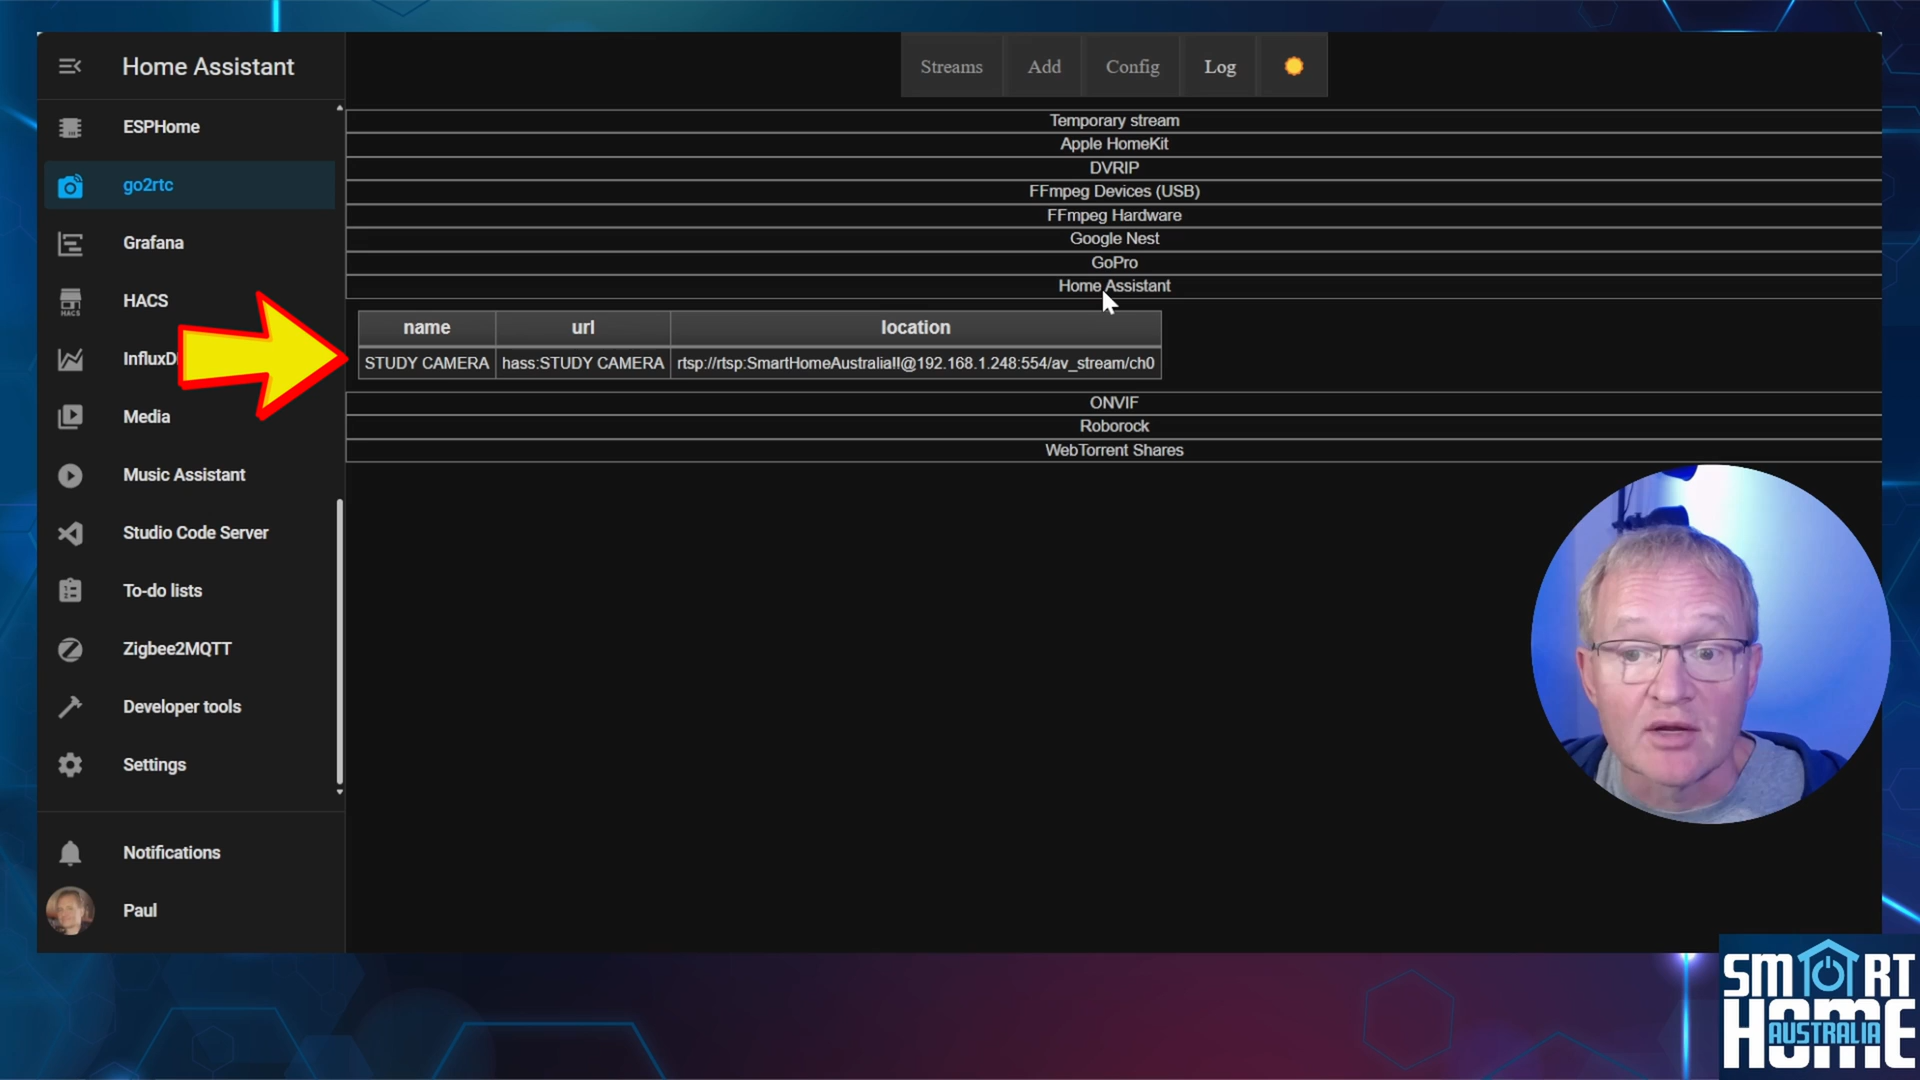 Home Assistant
ESPHome
go2rtc
Grafana
HACS
HACS
Media
Music Assistant
Studio Code Server
To-do lists
Zigbee2MQTT
Developer tools
Settings
Notifications
Paul
Streams Add Config Log
Temporary stream
Apple HomeKit
DVRIP
FFmpeg Devices (USB)
FFmpeg Hardware
Google Nest
GoPro
Home Assistant
name url location
STUDY CAMERA hass:STUDY CAMERA rtsp://rtsp:SmartHomeAustralia!!@192.168.1.248:554/av_stream/ch0
ONVIF
Roborock
WebTorrent Shares
SMART
HOME
AUSTRALIA